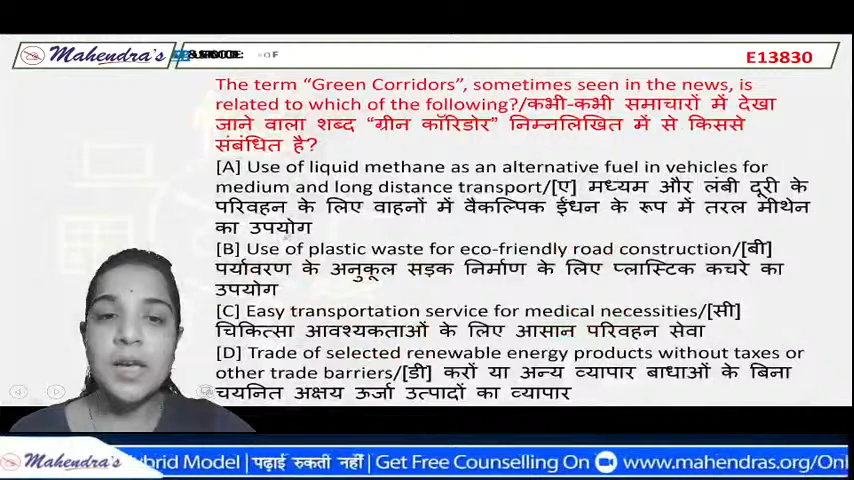 Mahendra's
E13830
The term “Green Corridors”, sometimes seen in the news, is
related to which of the following?/कभी-कभी समाचारों में देखा
जाने वाला शब्द “ग्रीन कॉरिडोर” निम्नलिखित में से किससे
संबंधित है?
[A] Use of liquid methane as an alternative fuel in vehicles for
medium and long distance transport/[ए] मध्यम और लंबी दूरी के
परिवहन के लिए वाहनों में वैकल्पिक ईंधन के रूप में तरल मीथेन
का उपयोग
[B] Use of plastic waste for eco-friendly road construction/[बी]
पर्यावरण के अनुकूल सड़क निर्माण के लिए प्लास्टिक कचरे का
उपयोग
[C] Easy transportation service for medical necessities/[सी]
चिकित्सा आवश्यकताओं के लिए आसान परिवहन सेवा
[D] Trade of selected renewable energy products without taxes or
other trade barriers/[डी] करों या अन्य व्यापार बाधाओं के बिना
चयनित अक्षय ऊर्जा उत्पादों का व्यापार
Mahendra's ybrid Model | पढ़ाई रुकती नहीं | Get Free Counselling On www.mahendras.org/Onl